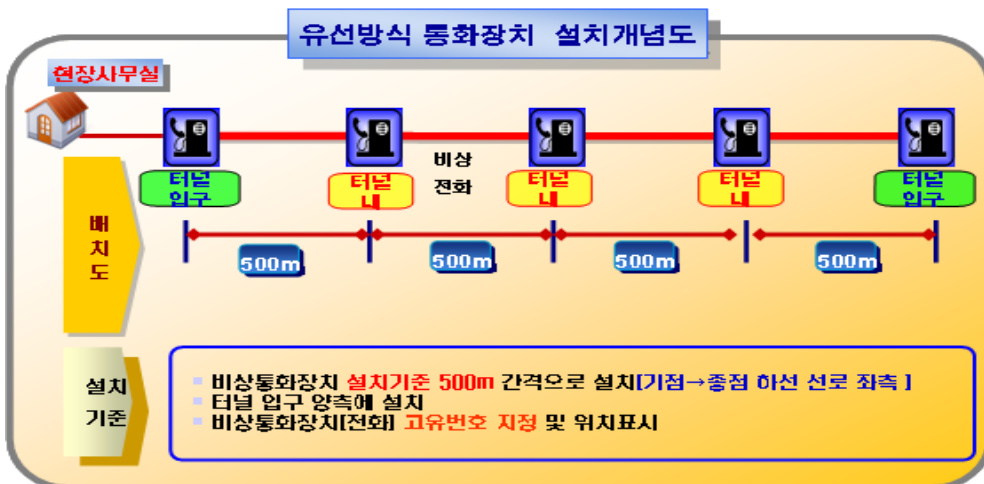 유선방식 통화장치 설치개념도
현장사무실
비상
전화
터널
입구
터널
내
터널
내
터널
내
터널
입구
배
치
도
500m
500m
500m
500m
설치
기준
비상통화장치 설치기준 500m 간격으로 설치[기점→종점 하선 선로 좌측 ]
터널 입구 양측에 설치
비상통화장치[전화] 고유번호 지정 및 위치표시